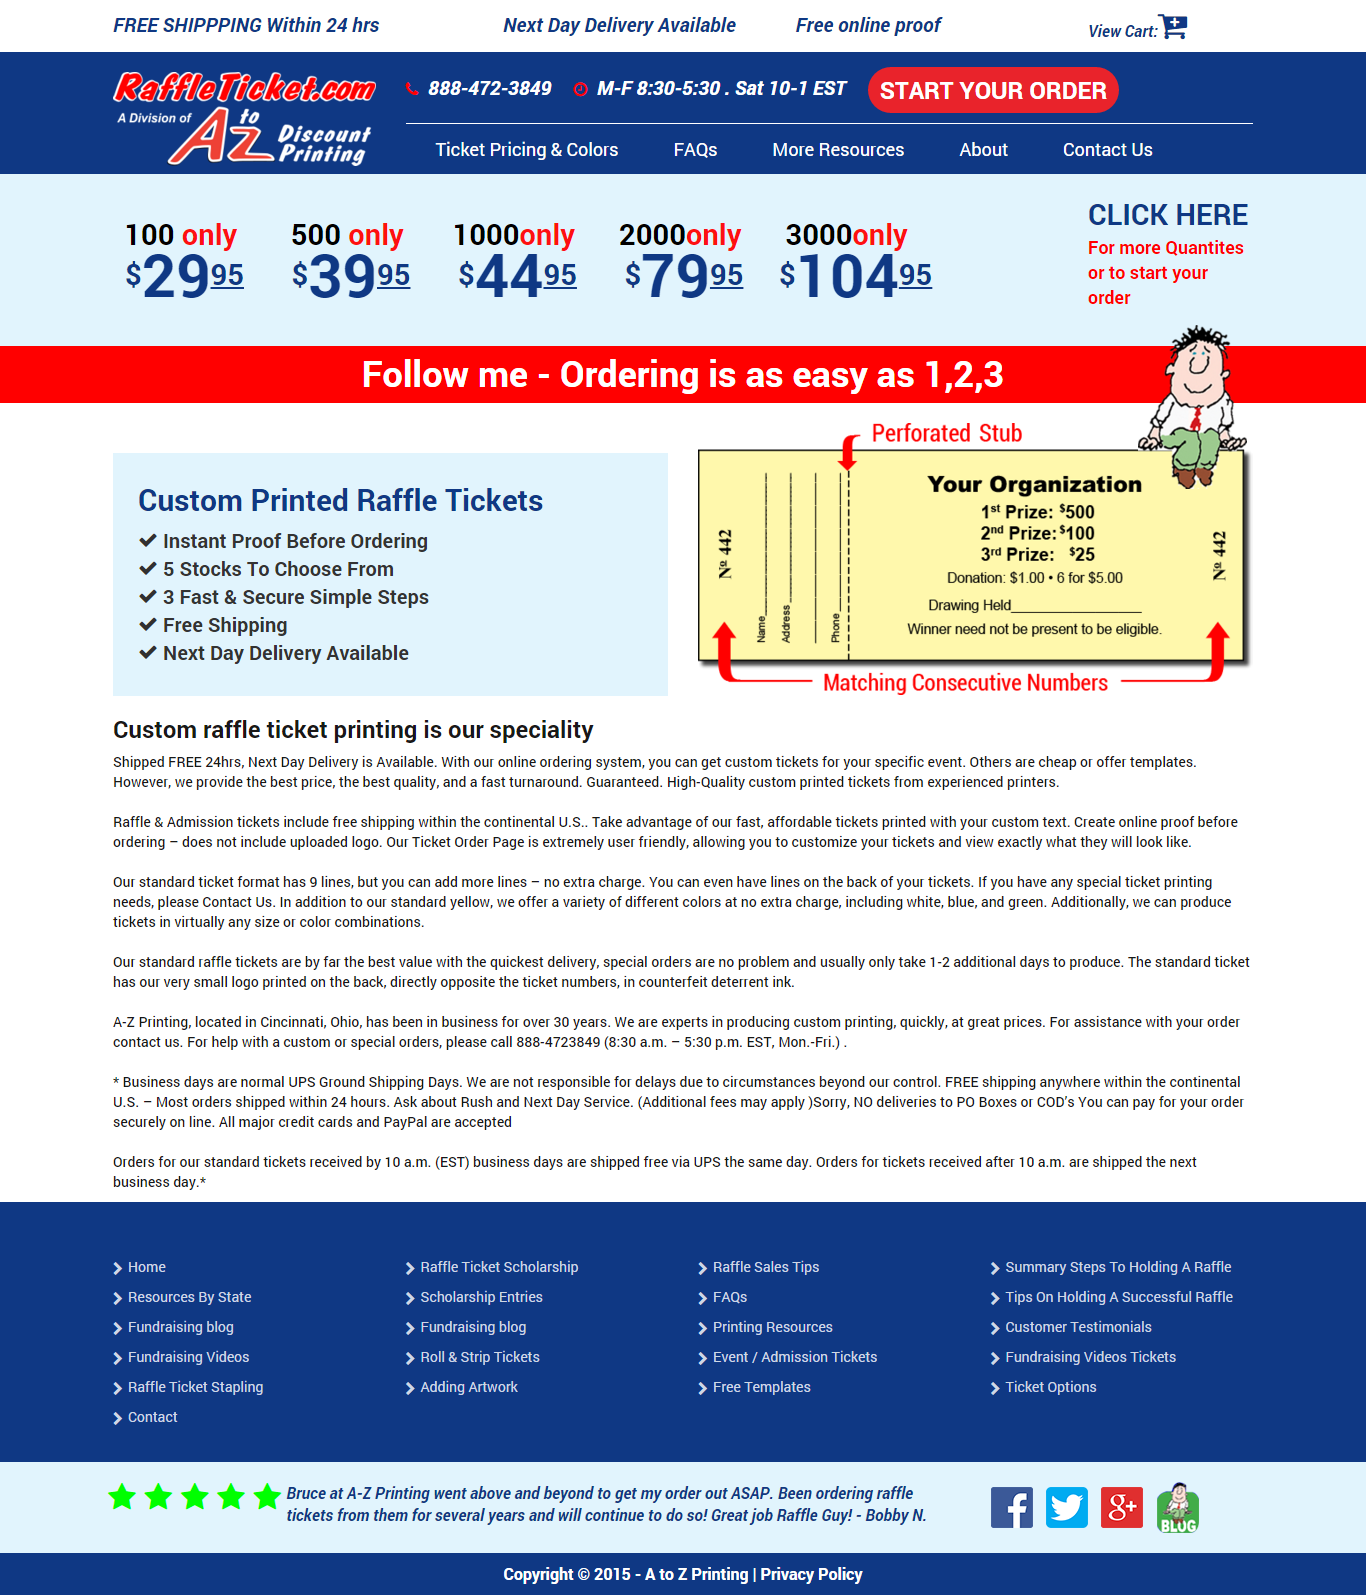 FREE SHIPPPING Within 24 hrs
Next Day Delivery Available
Free online proof
View Cart:
RaffleTicket.com
A Division of A to Z Discount Printing
888-472-3849 M-F 8:30-5:30 . Sat 10-1 EST
START YOUR ORDER
Ticket Pricing & Colors FAQs More Resources About Contact Us
100 only
$29 95
500 only
$39 95
1000only
$44 95
2000only
$79 95
3000only
$104 95
CLICK HERE
For more Quantites
or to start your
order
Follow me - Ordering is as easy as 1,2,3
Custom Printed Raffle Tickets
Instant Proof Before Ordering
5 Stocks To Choose From
3 Fast & Secure Simple Steps
Free Shipping
Next Day Delivery Available
Perforated Stub
Nº 442
Name
Address
Phone
Your Organization
1st Prize: $500
2nd Prize: $100
3rd Prize: $25
Donation: $1.00 • 6 for $5.00
Drawing Held
Winner need not be present to be eligible.
Nº 442
Matching Consecutive Numbers
Custom raffle ticket printing is our speciality
Shipped FREE 24hrs, Next Day Delivery is Available. With our online ordering system, you can get custom tickets for your specific event. Others are cheap or offer templates.
However, we provide the best price, the best quality, and a fast turnaround. Guaranteed. High-Quality custom printed tickets from experienced printers.
Raffle & Admission tickets include free shipping within the continental U.S.. Take advantage of our fast, affordable tickets printed with your custom text. Create online proof before
ordering – does not include uploaded logo. Our Ticket Order Page is extremely user friendly, allowing you to customize your tickets and view exactly what they will look like.
Our standard ticket format has 9 lines, but you can add more lines – no extra charge. You can even have lines on the back of your tickets. If you have any special ticket printing
needs, please Contact Us. In addition to our standard yellow, we offer a variety of different colors at no extra charge, including white, blue, and green. Additionally, we can produce
tickets in virtually any size or color combinations.
Our standard raffle tickets are by far the best value with the quickest delivery, special orders are no problem and usually only take 1-2 additional days to produce. The standard ticket
has our very small logo printed on the back, directly opposite the ticket numbers, in counterfeit deterrent ink.
A-Z Printing, located in Cincinnati, Ohio, has been in business for over 30 years. We are experts in producing custom printing, quickly, at great prices. For assistance with your order
contact us. For help with a custom or special orders, please call 888-4723849 (8:30 a.m. – 5:30 p.m. EST, Mon.-Fri.) .
* Business days are normal UPS Ground Shipping Days. We are not responsible for delays due to circumstances beyond our control. FREE shipping anywhere within the continental
U.S. – Most orders shipped within 24 hours. Ask about Rush and Next Day Service. (Additional fees may apply )Sorry, NO deliveries to PO Boxes or COD’s You can pay for your order
securely on line. All major credit cards and PayPal are accepted
Orders for our standard tickets received by 10 a.m. (EST) business days are shipped free via UPS the same day. Orders for tickets received after 10 a.m. are shipped the next
business day.*
Home
Resources By State
Fundraising blog
Fundraising Videos
Raffle Ticket Stapling
Contact
Raffle Ticket Scholarship
Scholarship Entries
Fundraising blog
Roll & Strip Tickets
Adding Artwork
Raffle Sales Tips
FAQs
Printing Resources
Event / Admission Tickets
Free Templates
Summary Steps To Holding A Raffle
Tips On Holding A Successful Raffle
Customer Testimonials
Fundraising Videos Tickets
Ticket Options
Bruce at A-Z Printing went above and beyond to get my order out ASAP. Been ordering raffle
tickets from them for several years and will continue to do so! Great job Raffle Guy! - Bobby N.
f
g+
BLOG
Copyright © 2015 - A to Z Printing | Privacy Policy